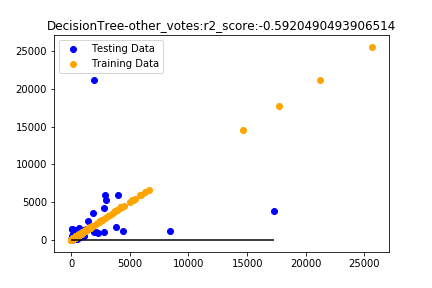 DecisionTree-other_votes:r2_score:-0.5920490493906514
Testing Data
Training Data
25000
20000
15000
10000
5000
0
0 5000 10000 15000 20000 25000